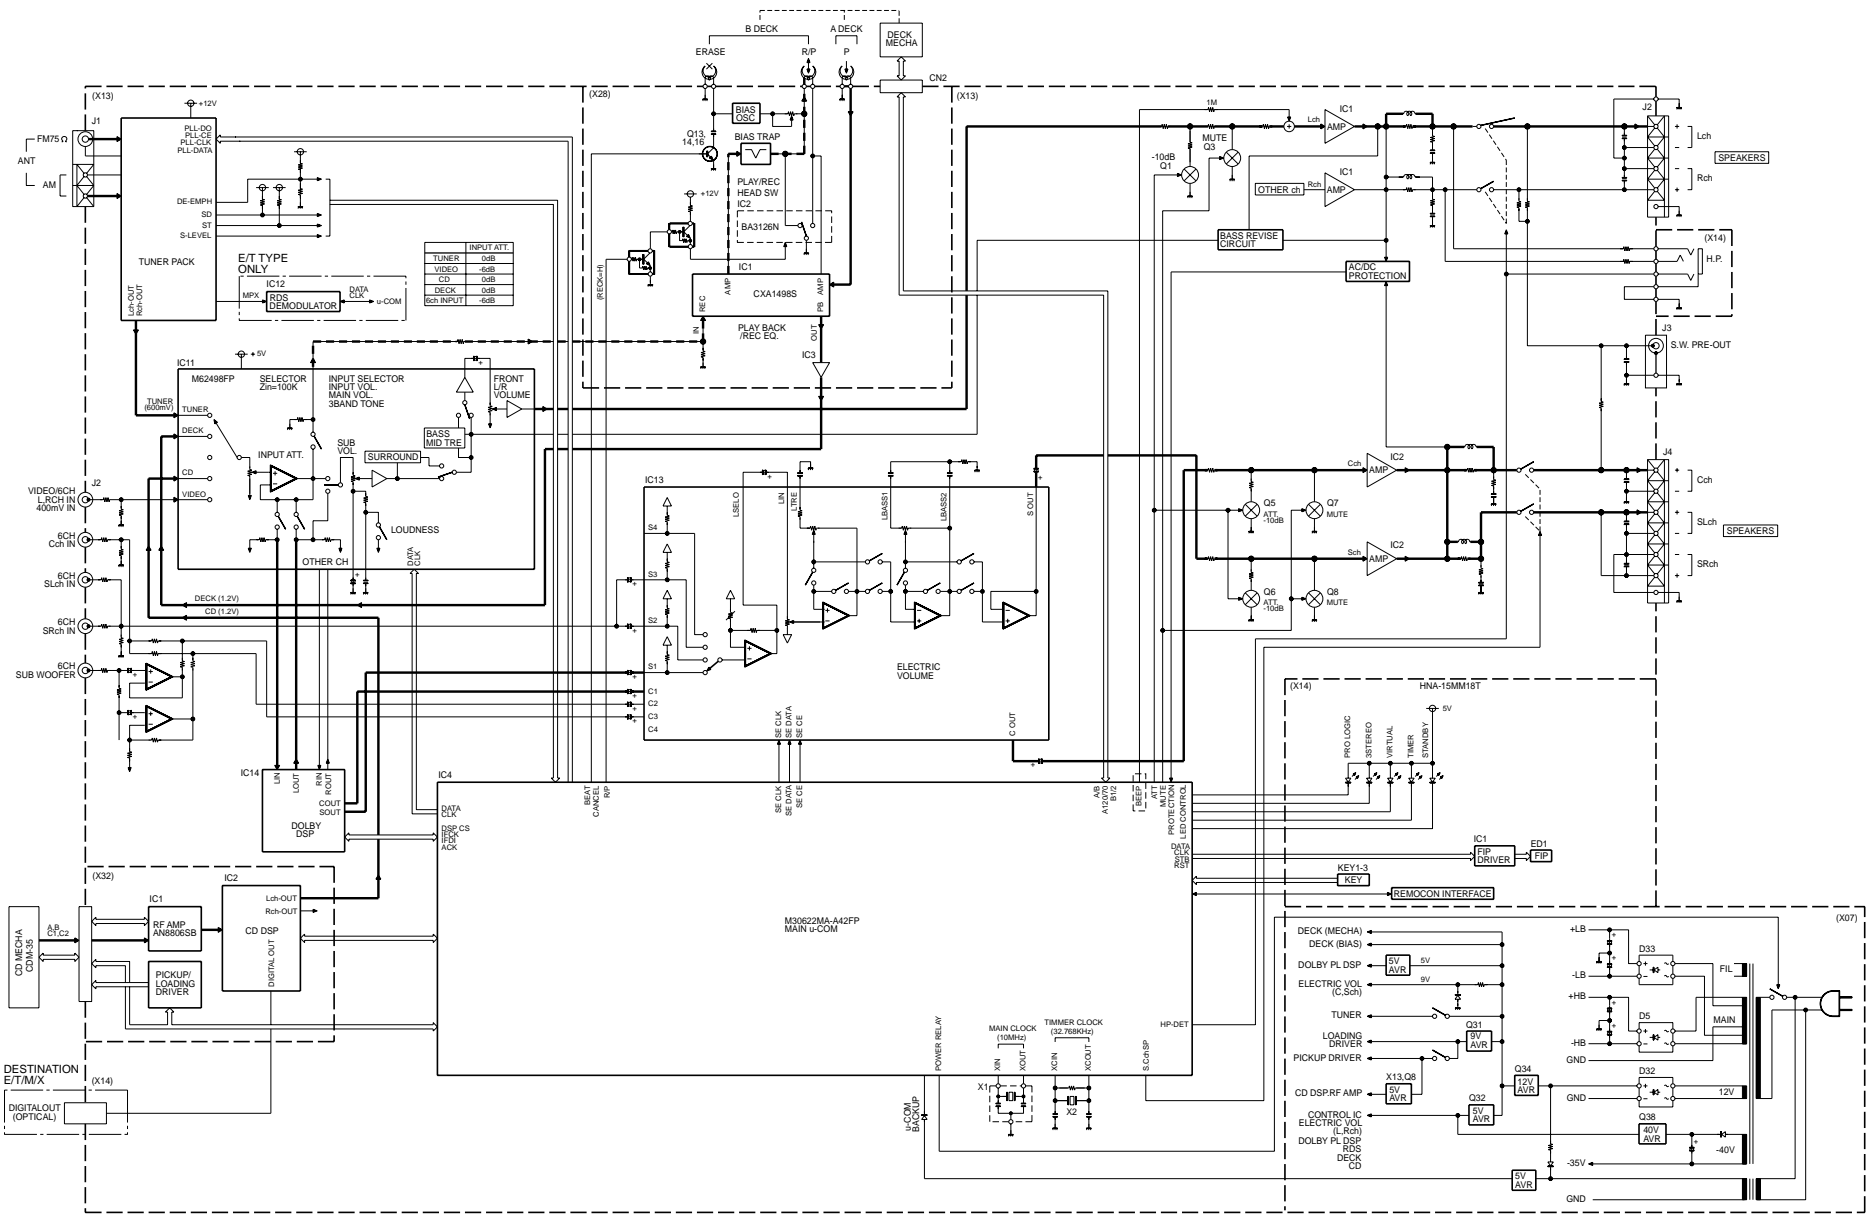 B DECK
A DECK
ERASE
R/P
P
DECK
MECHA
CN2
(X13)
(X28)
(X13)
J1
FM75Ω
ANT
AM
+12V
PLL-DO
PLL-CE
PLL-CLK
PLL-DATA
DE-EMPH
SD
ST
S-LEVEL
TUNER PACK
Lch-OUT
Rch-OUT
E/T TYPE
ONLY
IC12
MPX
RDS
DEMODULATOR
DATA
CLK
u-COM
INPUT ATT.
TUNER 0dB
VIDEO -6dB
CD 0dB
DECK 0dB
6ch INPUT -6dB
BIAS
OSC
Q13,
14,16
BIAS TRAP
PLAY/REC
HEAD SW
IC2
BA3126N
+12V
(RECK=H)
IC1
AMP
AMP
CXA1498S
REC
PB
IN
OUT
PLAY BACK
/REC EQ.
IC3
1M
Lch
IC1
AMP
-10dB
Q1
MUTE
Q3
OTHER ch
Rch
IC1
AMP
BASS REVISE
CIRCUIT
AC/DC
PROTECTION
J2
+
-
Lch
-
+
Rch
SPEAKERS
(X14)
H.P.
J3
S.W. PRE-OUT
IC11
+ 5V
M62498FP
SELECTOR
Zin=100K
INPUT SELECTOR
INPUT VOL.
MAIN VOL.
3BAND TONE
FRONT
L/R
VOLUME
TUNER
(600mV)
TUNER
DECK
CD
VIDEO
INPUT ATT.
SUB
VOL.
SURROUND
BASS
MID TRE
LOUDNESS
OTHER CH
DATA
CLK
J2
VIDEO/6CH
L,RCH IN
400mV IN
6CH
Cch IN
6CH
SLch IN
6CH
SRch IN
6CH
SUB WOOFER
DECK (1.2V)
CD (1.2V)
IC13
S4
S3
S2
S1
C1
C2
C3
C4
LSELO
LIN
LTRE
LBASS1
LBASS2
S OUT
ELECTRIC
VOLUME
SE CLK
SE DATA
SE CE
C OUT
Cch
IC2
AMP
Q5
ATT.
-10dB
Q7
MUTE
Sch
IC2
AMP
Q6
ATT.
-10dB
Q8
MUTE
J4
+
-
Cch
+
-
SLch
-
+
SRch
SPEAKERS
(X14)
HNA-15MM18T
5V
PRO LOGIC
3STEREO
VIRTUAL
TIMER
STANDBY
IC1
FIP
DRIVER
ED1
FIP
KEY1-3
KEY
REMOCON INTERFACE
IC14
LIN
LOUT
RIN
ROUT
COUT
SOUT
DOLBY
DSP
IC4
DATA
CLK
DSP CS
IFCK
IFDI
ACK
BEAT
CANCEL
R/P
SE CLK
SE DATA
SE CE
A/B
A120/70
B1/2
BEEP
ATT
MUTE
PROTECTION
LED CONTROL
DATA
CLK
STB
RST
M30622MA-A42FP
MAIN u-COM
HP-DET
POWER RELAY
MAIN CLOCK
(10MHz)
XIN
XOUT
TIMMER CLOCK
(32.768KHz)
XCIN
XCOUT
S.CchSP
X1
X2
u-COM
BACKUP
(X32)
CD MECHA
CDM-35
A,B
C1,C2
IC1
RF AMP
AN8806SB
IC2
Lch-OUT
Rch-OUT
CD DSP
DIGITAL OUT
PICKUP/
LOADING
DRIVER
DESTINATION
E/T/M/X
(X14)
DIGITALOUT
(OPTICAL)
(X07)
DECK (MECHA)
DECK (BIAS)
DOLBY PL DSP
5V
AVR
5V
ELECTRIC VOL
(C,Sch)
9V
TUNER
LOADING
DRIVER
Q31
9V
AVR
PICKUP DRIVER
X13,Q8
CD DSP.RF AMP
5V
AVR
Q34
12V
AVR
Q32
5V
AVR
CONTROL IC
ELECTRIC VOL
(L,Rch)
DOLBY PL DSP
RDS
DECK
CD
+LB
-LB
D33
FIL
+HB
-HB
D5
MAIN
GND
D32
12V
GND
Q38
40V
AVR
-40V
-35V
5V
AVR
GND